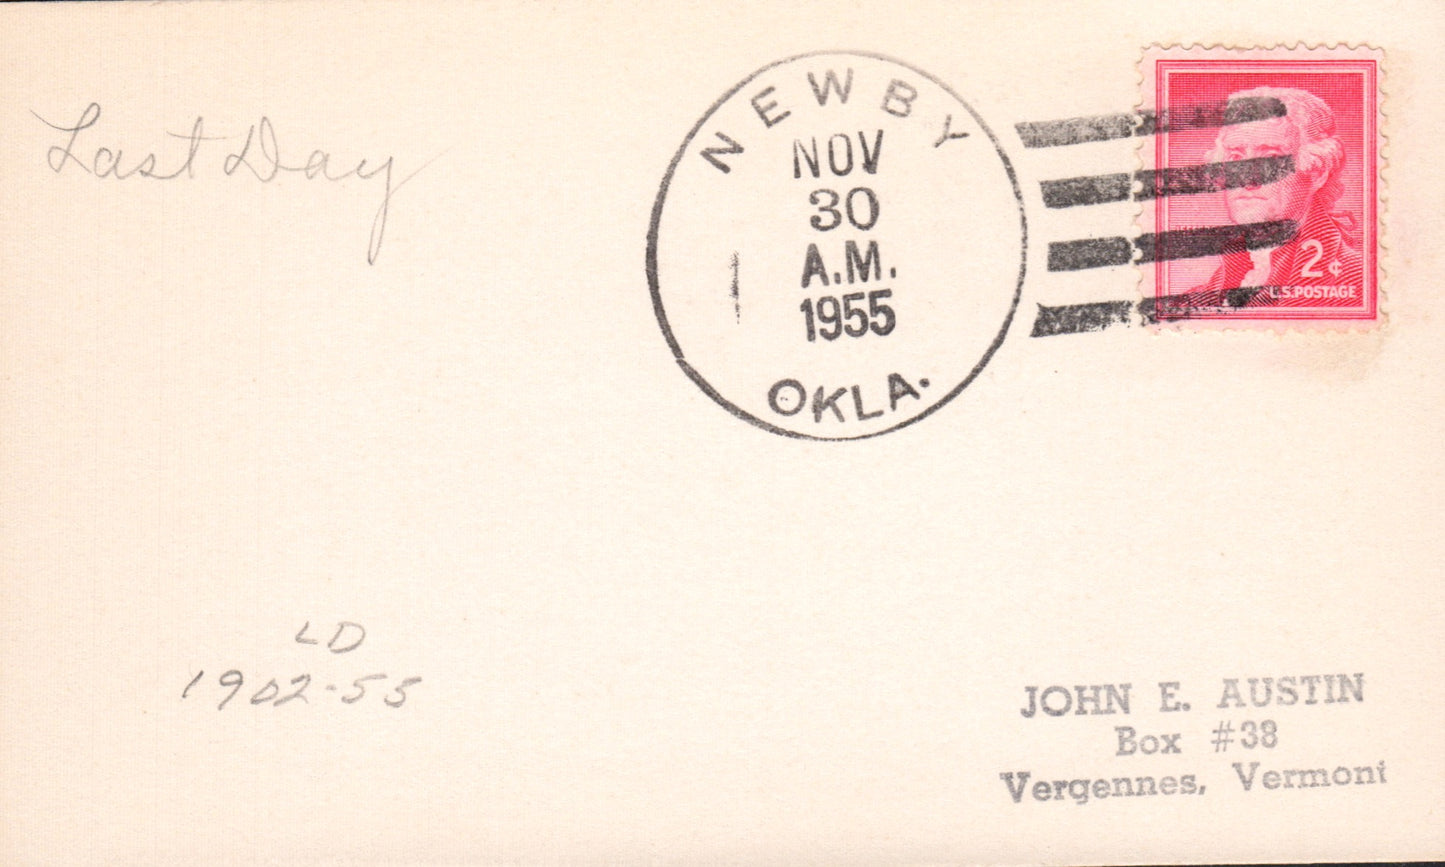 Last Day
NEWBY
NOV
30
A.M.
1955
OKLA.
2¢
U.S. POSTAGE
LD
1902-55
JOHN E. AUSTIN
Box #38
Vergennes, Vermont